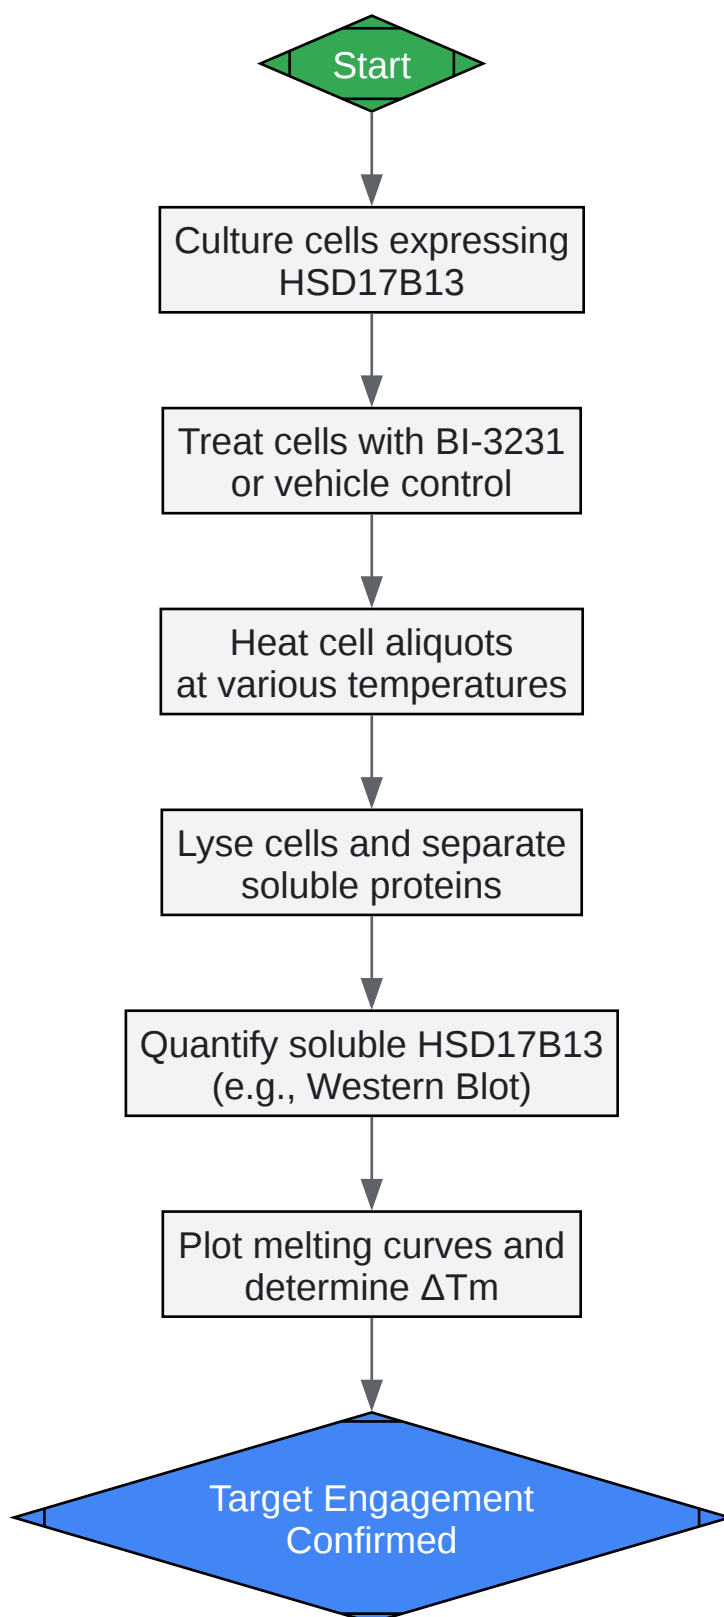 Start
Culture cells expressing
HSD17B13
Treat cells with BI-3231
or vehicle control
Heat cell aliquots
at various temperatures
Lyse cells and separate
soluble proteins
Quantify soluble HSD17B13
(e.g., Western Blot)
Plot melting curves and
determine ΔTm
Target Engagement
Confirmed